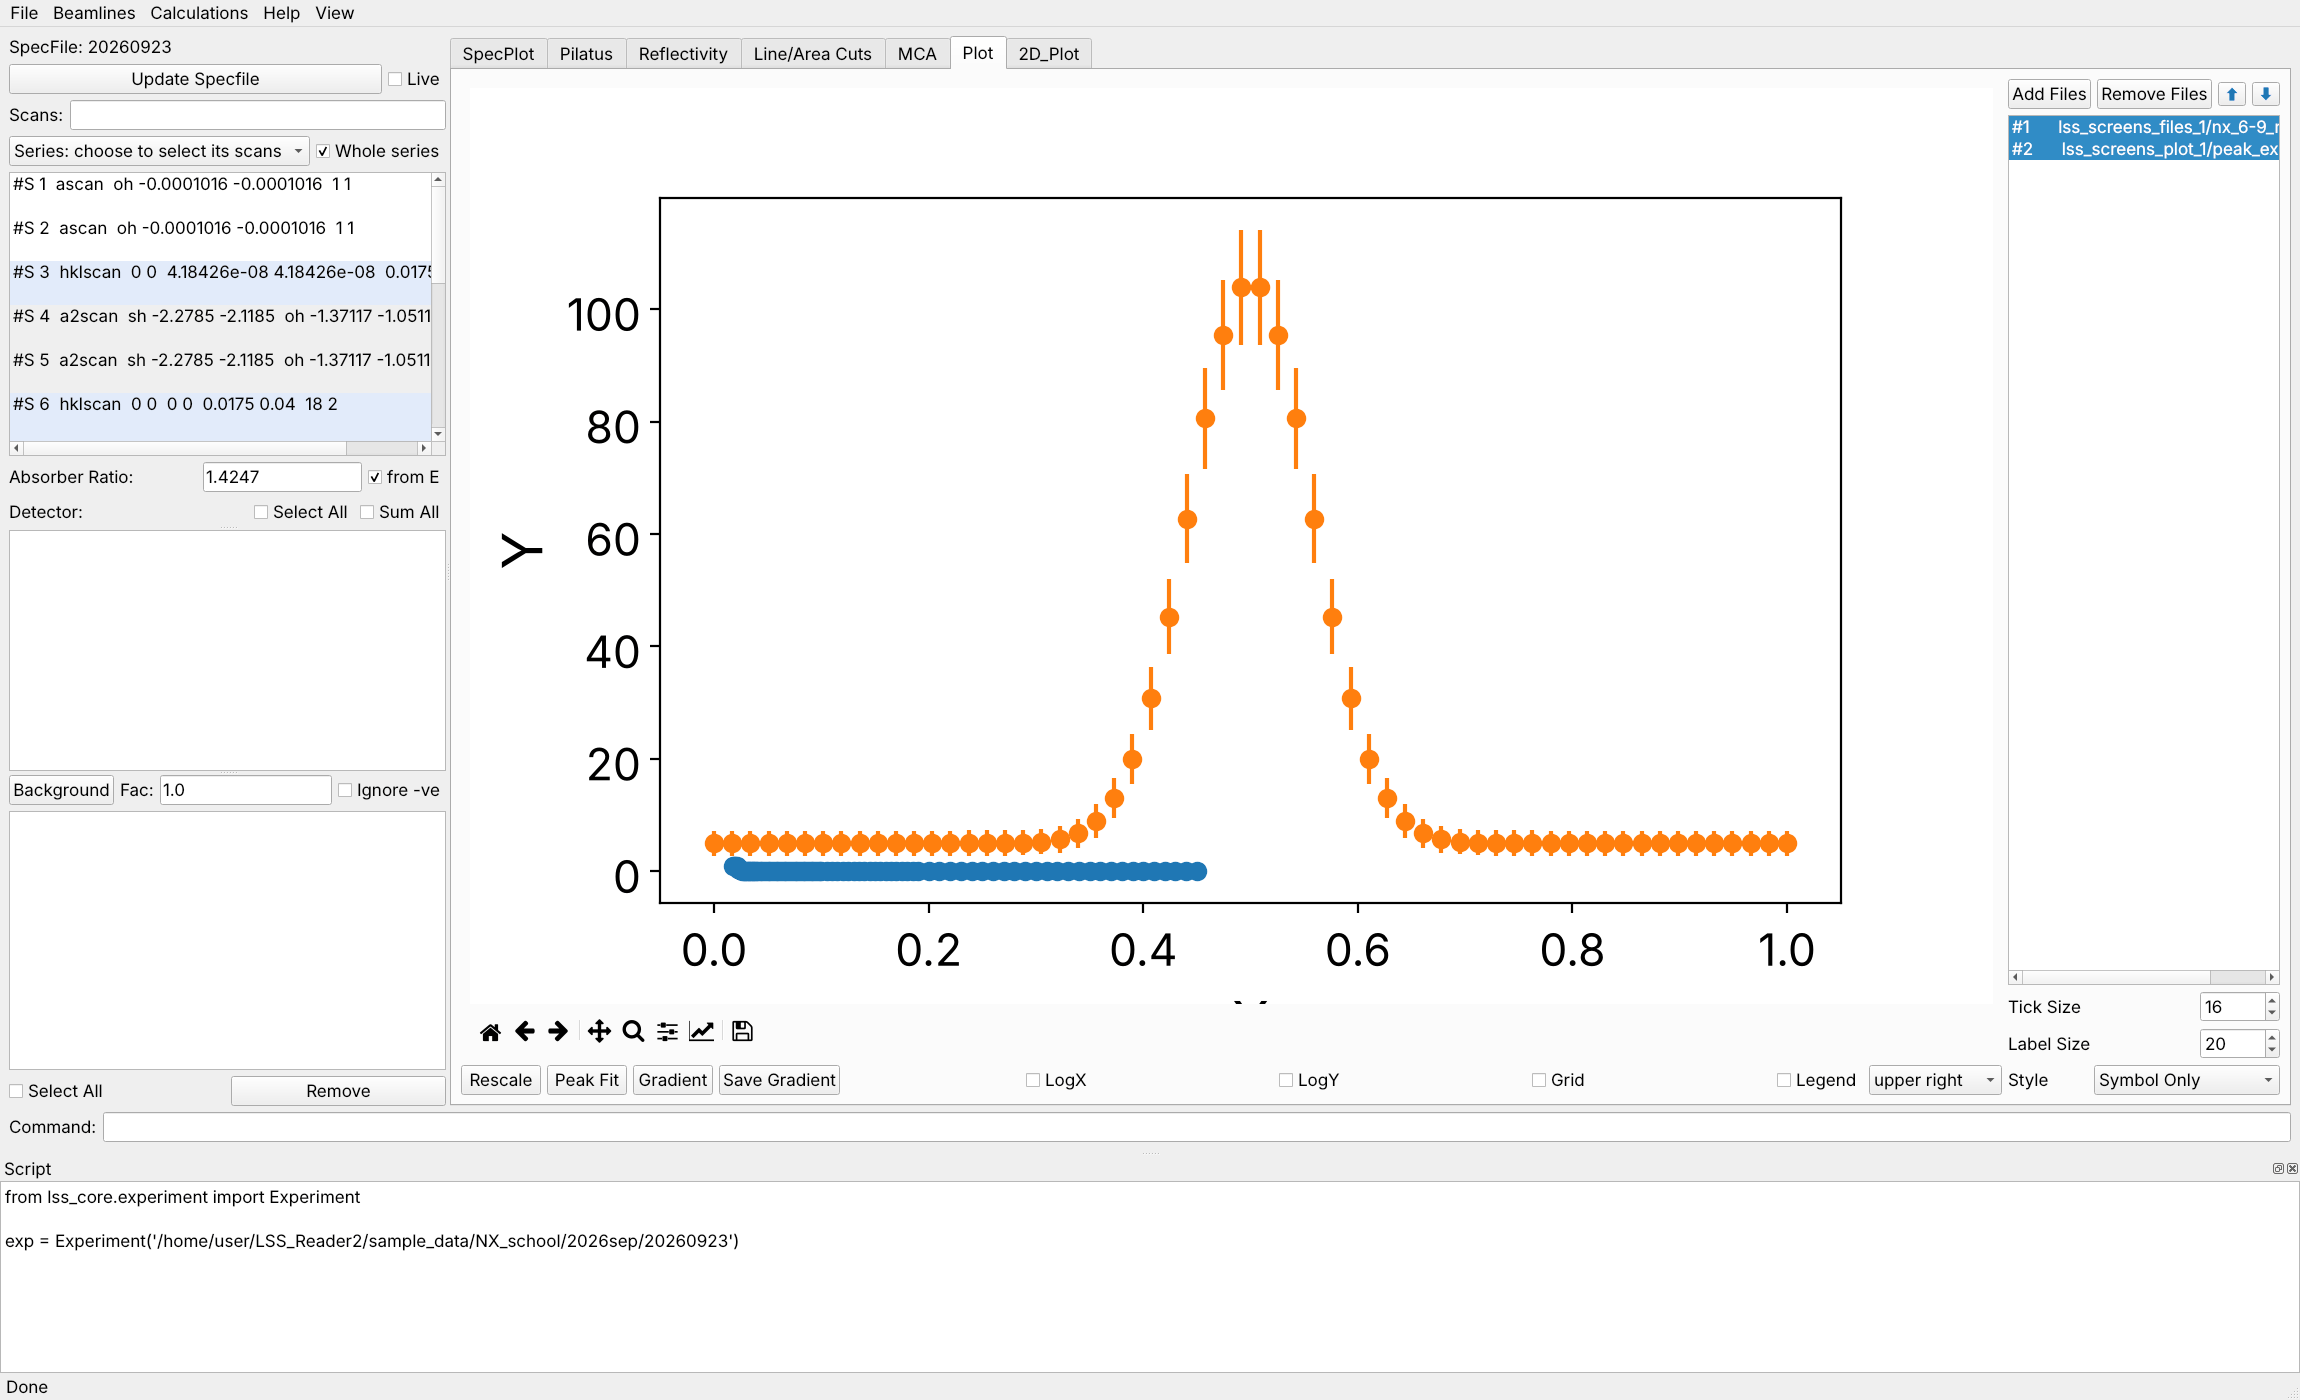 File Beamlines Calculations Help View
SpecFile: 20260923
Update Specfile Live
Scans:
Series: choose to select its scans Whole series
#S 1 ascan oh -0.0001016 -0.0001016 1 1
#S 2 ascan oh -0.0001016 -0.0001016 1 1
#S 3 hklscan 0 0 4.18426e-08 4.18426e-08 0.0175
#S 4 a2scan sh -2.2785 -2.1185 oh -1.37117 -1.0511
#S 5 a2scan sh -2.2785 -2.1185 oh -1.37117 -1.0511
#S 6 hklscan 0 0 0 0 0.0175 0.04 18 2
Absorber Ratio: 1.4247 from E
Detector: Select All Sum All
Background Fac: 1.0 Ignore -ve
Select All Remove
SpecPlot Pilatus Reflectivity Line/Area Cuts MCA Plot 2D_Plot
Y
100
80
60
40
20
0
0.0 0.2 0.4 0.6 0.8 1.0
Rescale Peak Fit Gradient Save Gradient LogX LogY Grid Legend upper right
Add Files Remove Files
#1 lss_screens_files_1/nx_6-9_r
#2 lss_screens_plot_1/peak_ex
Tick Size 16
Label Size 20
Style Symbol Only
Command:
Script
from lss_core.experiment import Experiment
exp = Experiment('/home/user/LSS_Reader2/sample_data/NX_school/2026sep/20260923')
Done